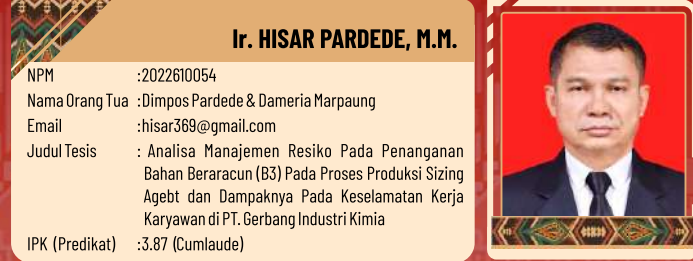 Ir. HISAR PARDEDE, M.M.
NPM :2022610054
Nama Orang Tua :Dimpos Pardede & Dameria Marpaung
Email :hisar369@gmail.com
Judul Tesis : Analisa Manajemen Resiko Pada Penanganan
Bahan Beraracun (B3) Pada Proses Produksi Sizing
Agebt dan Dampaknya Pada Keselamatan Kerja
Karyawan di PT. Gerbang Industri Kimia
IPK (Predikat) :3.87 (Cumlaude)